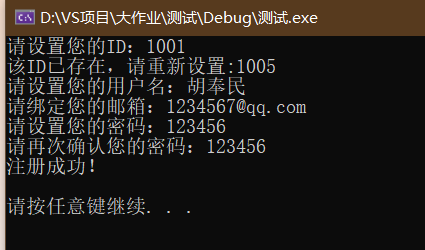 D:\VS项目\大作业\测试\Debug\测试.exe
请设置您的ID：1001
该ID已存在，请重新设置:1005
请设置您的用户名：胡奉民
请绑定您的邮箱：1234567@qq.com
请设置您的密码：123456
请再次确认您的密码：123456
注册成功！
请按任意键继续. . .